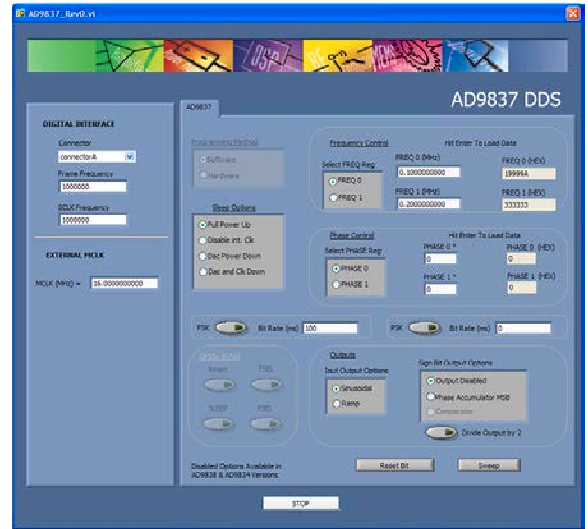 AD9837_Rev0.vi
DSP
RF
AD9837 DDS
AD9837
DIGITAL INTERFACE
Connector
connectorA
Frame Frequency
1000000
SCLK Frequency
1000000
EXTERNAL MCLK
MCLK (MHz) = 16.0000000000
Programming Method
Software
Hardware
Sleep Options
Full Power Up
Disable Int. Clk
Dac Power Down
Dac and Clk Down
Frequency Control
Hit Enter To Load Data
Select FREQ Reg
FREQ 0
FREQ 1
FREQ 0 (MHz)
0.1000000000
FREQ 0 (HEX)
19999A
FREQ 1 (MHz)
0.2000000000
FREQ 1 (HEX)
333333
Phase Control
Hit Enter To Load Data
Select PHASE Reg
PHASE 0
PHASE 1
PHASE 0 °
0
PHASE 0 (HEX)
0
PHASE 1 °
0
PHASE 1 (HEX)
0
FSK
Bit Rate (ms) 100
PSK
Bit Rate (ms) 0
Reset
FSEL
SLEEP
PSEL
Outputs
Iout Output Options
Sinusoidal
Ramp
Sign Bit Output Options
Output Disabled
Phase Accumulator MSB
Comparator
Divide Output by 2
Disabled Options Available in
AD9838 & AD9834 Versions
Reset Bit
Sweep
STOP